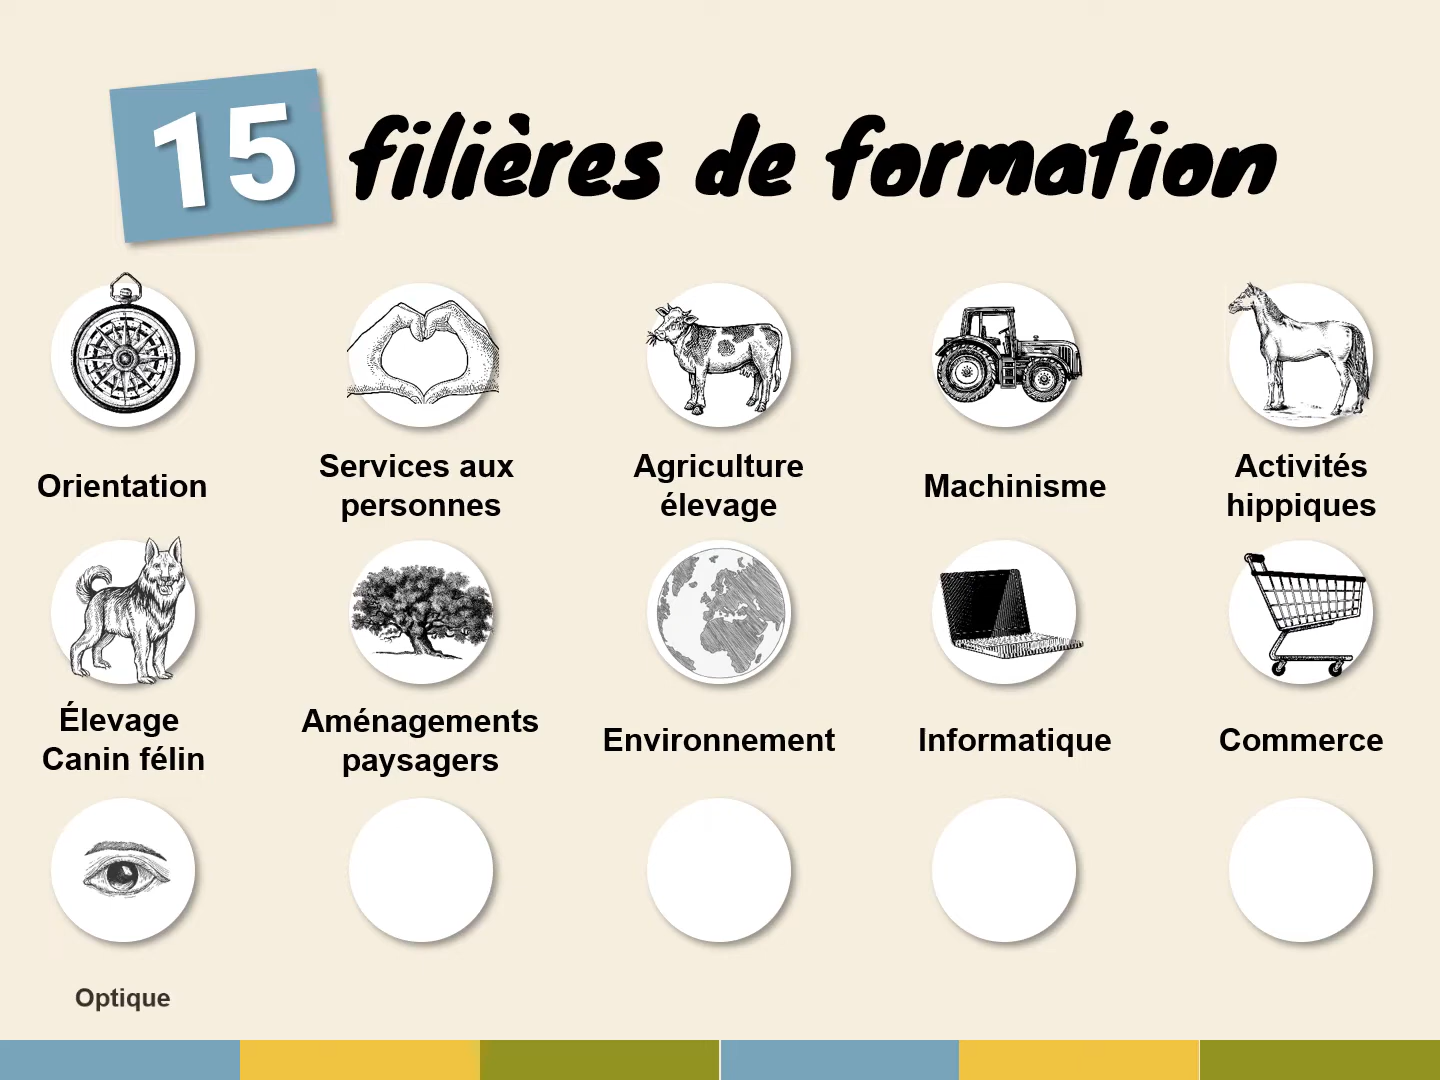 15 filières de formation
Orientation
Services aux
personnes
Agriculture
élevage
Machinisme
Activités
hippiques
Élevage
Canin félin
Aménagements
paysagers
Environnement
Informatique
Commerce
Optique